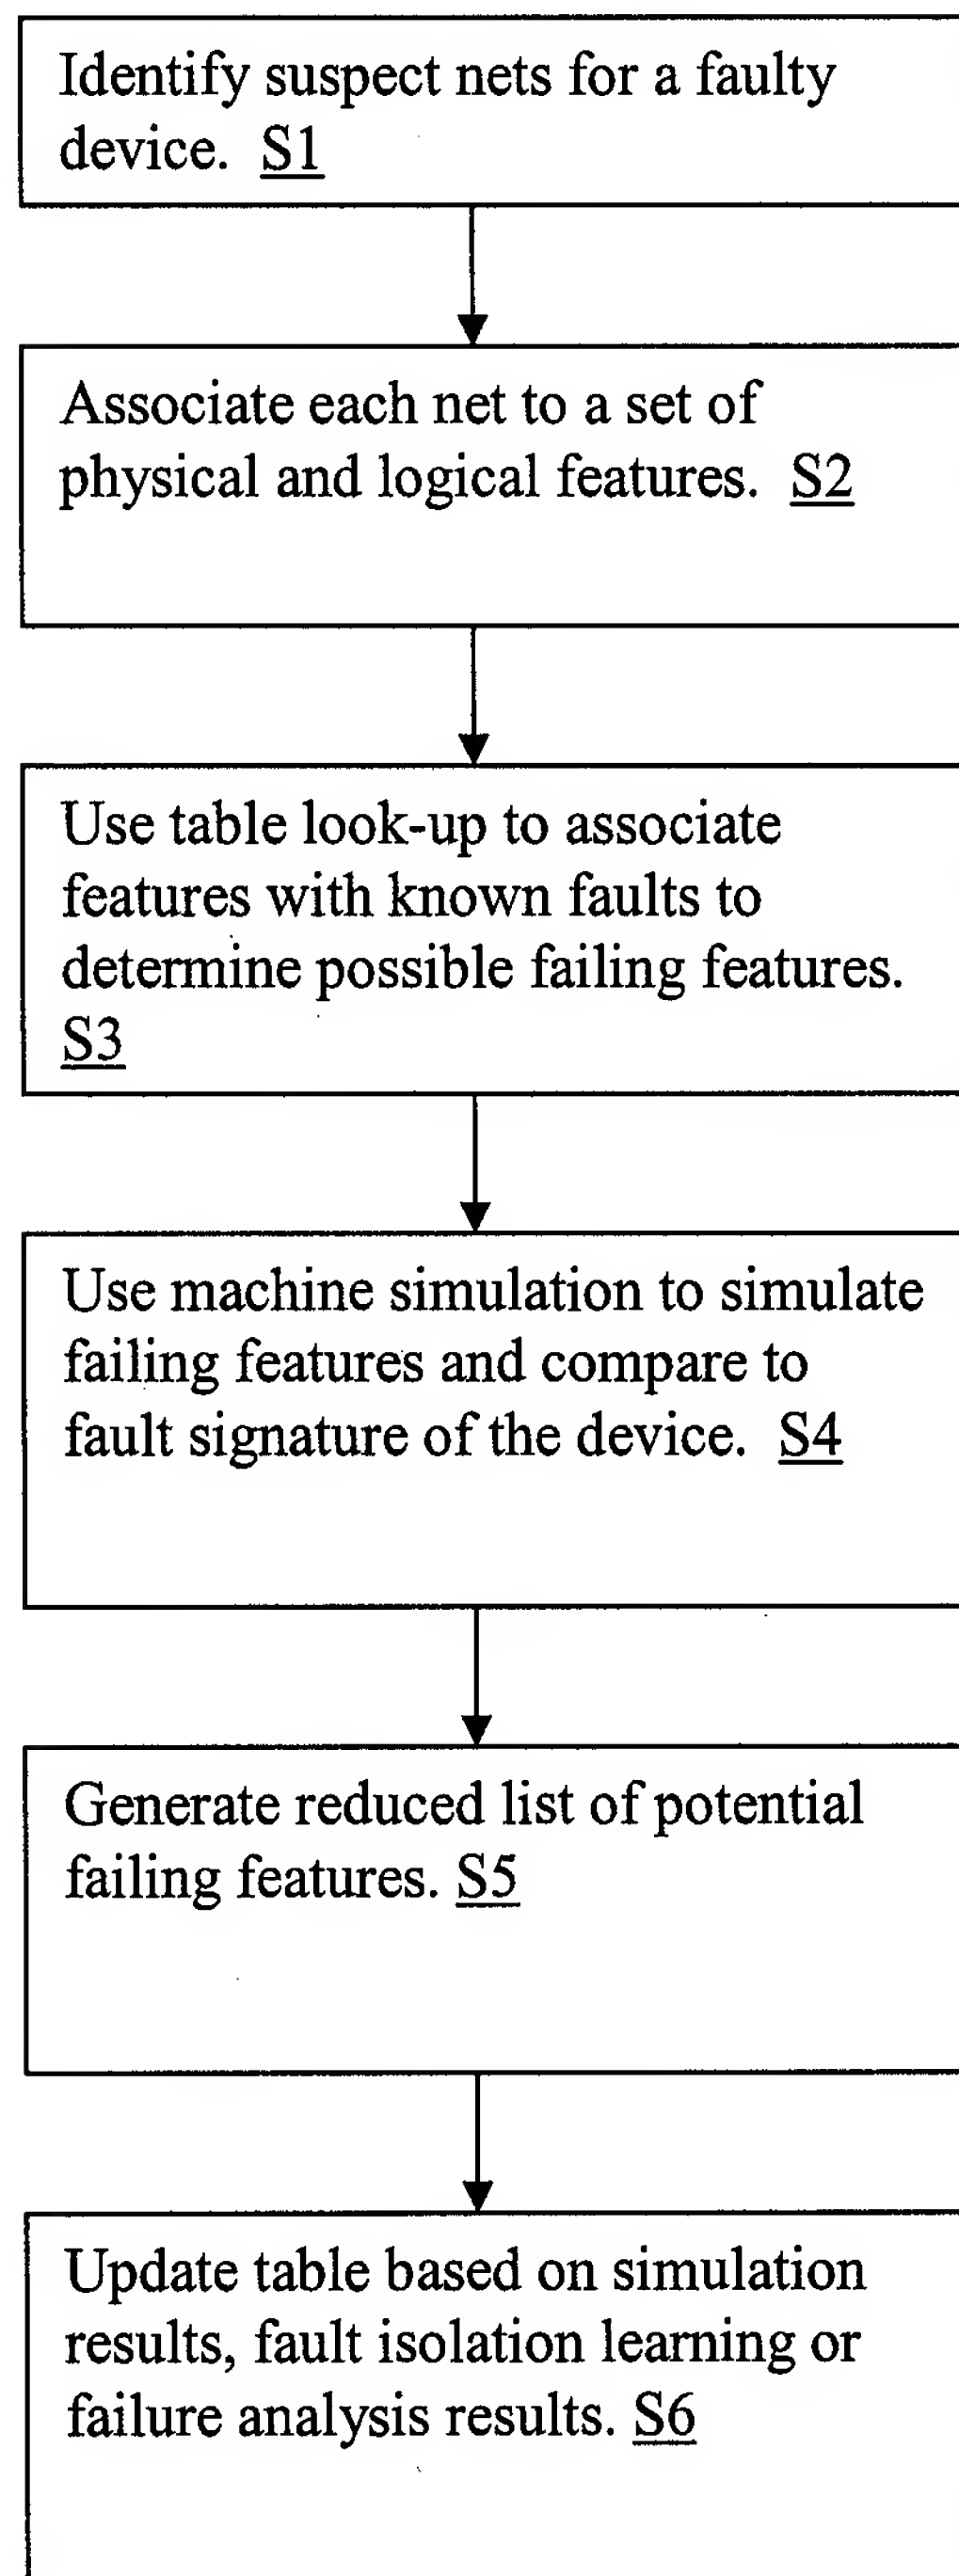 Identify suspect nets for a faulty
device. S1
Associate each net to a set of
physical and logical features. S2
Use table look-up to associate
features with known faults to
determine possible failing features.
S3
Use machine simulation to simulate
failing features and compare to
fault signature of the device. S4
Generate reduced list of potential
failing features. S5
Update table based on simulation
results, fault isolation learning or
failure analysis results. S6